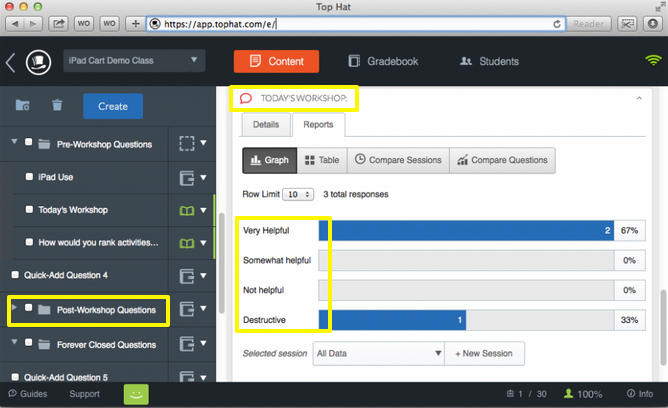 Top Hat
WO WO https://app.tophat.com/e/ Reader
iPad Cart Demo Class Content Gradebook Students
Create
TODAY'S WORKSHOP:
Details Reports
Pre-Workshop Questions
Graph Table Compare Sessions Compare Questions
iPad Use
Row Limit 10 3 total responses
Today's Workshop
Very Helpful 2 67%
How would you rank activities...
Somewhat helpful 0%
Quick-Add Question 4
Not helpful 0%
Post-Workshop Questions
Destructive 1 33%
Forever Closed Questions
Selected session All Data + New Session
Quick-Add Question 5
Guides Support 1 / 30 100% Info